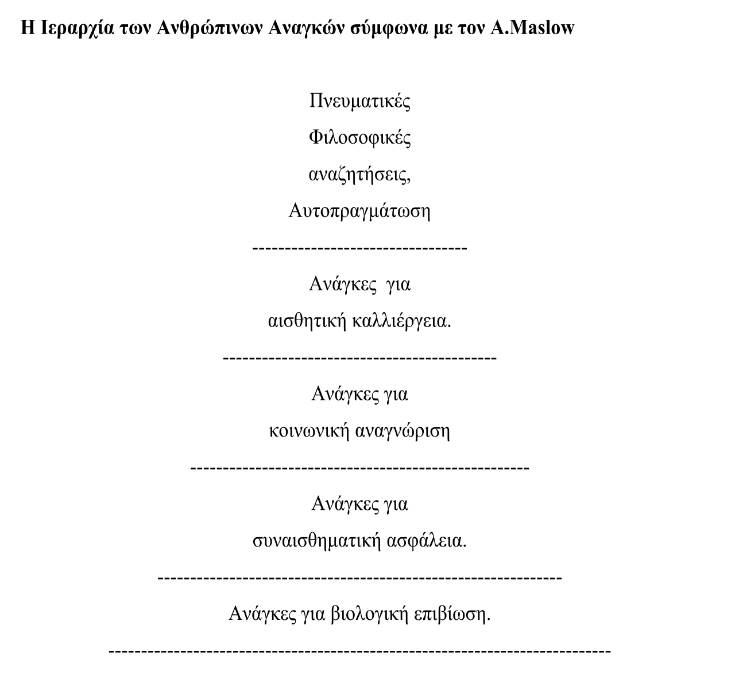 Η Ιεραρχία των Ανθρώπινων Αναγκών σύμφωνα με τον A.Maslow
Πνευματικές
Φιλοσοφικές
αναζητήσεις,
Αυτοπραγμάτωση
---------------------------------
Ανάγκες  για
αισθητική καλλιέργεια.
------------------------------------------
Ανάγκες για
κοινωνική αναγνώριση
----------------------------------------------------
Ανάγκες για
συναισθηματική ασφάλεια.
--------------------------------------------------------------
Ανάγκες για βιολογική επιβίωση.
-----------------------------------------------------------------------------